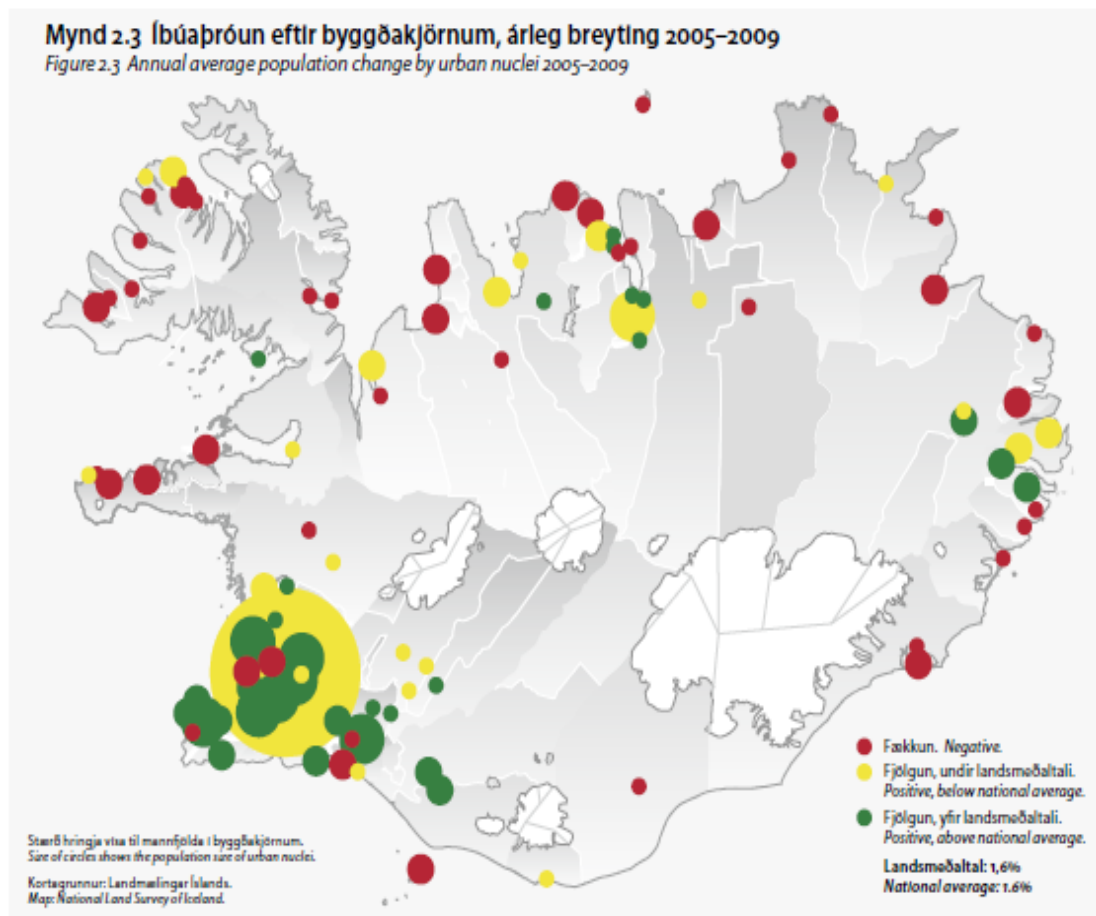 Mynd 2.3 Íbúaþróun eftir byggðakjörnum, árleg breyting 2005–2009
Figure 2.3 Annual average population change by urban nuclei 2005–2009
Fækkun. Negative.
Fjölgun, undir landsmeðaltali.
Positive, below national average.
Fjölgun, yfir landsmeðaltali.
Positive, above national average.
Landsmeðaltal: 1,6%
National average: 1.6%
Stærð hringja vísa til mannfjölda í byggðakjörnum.
Size of circles shows the population size of urban nuclei.
Kortagrunnur: Landmælingar Íslands.
Map: National Land Survey of Iceland.